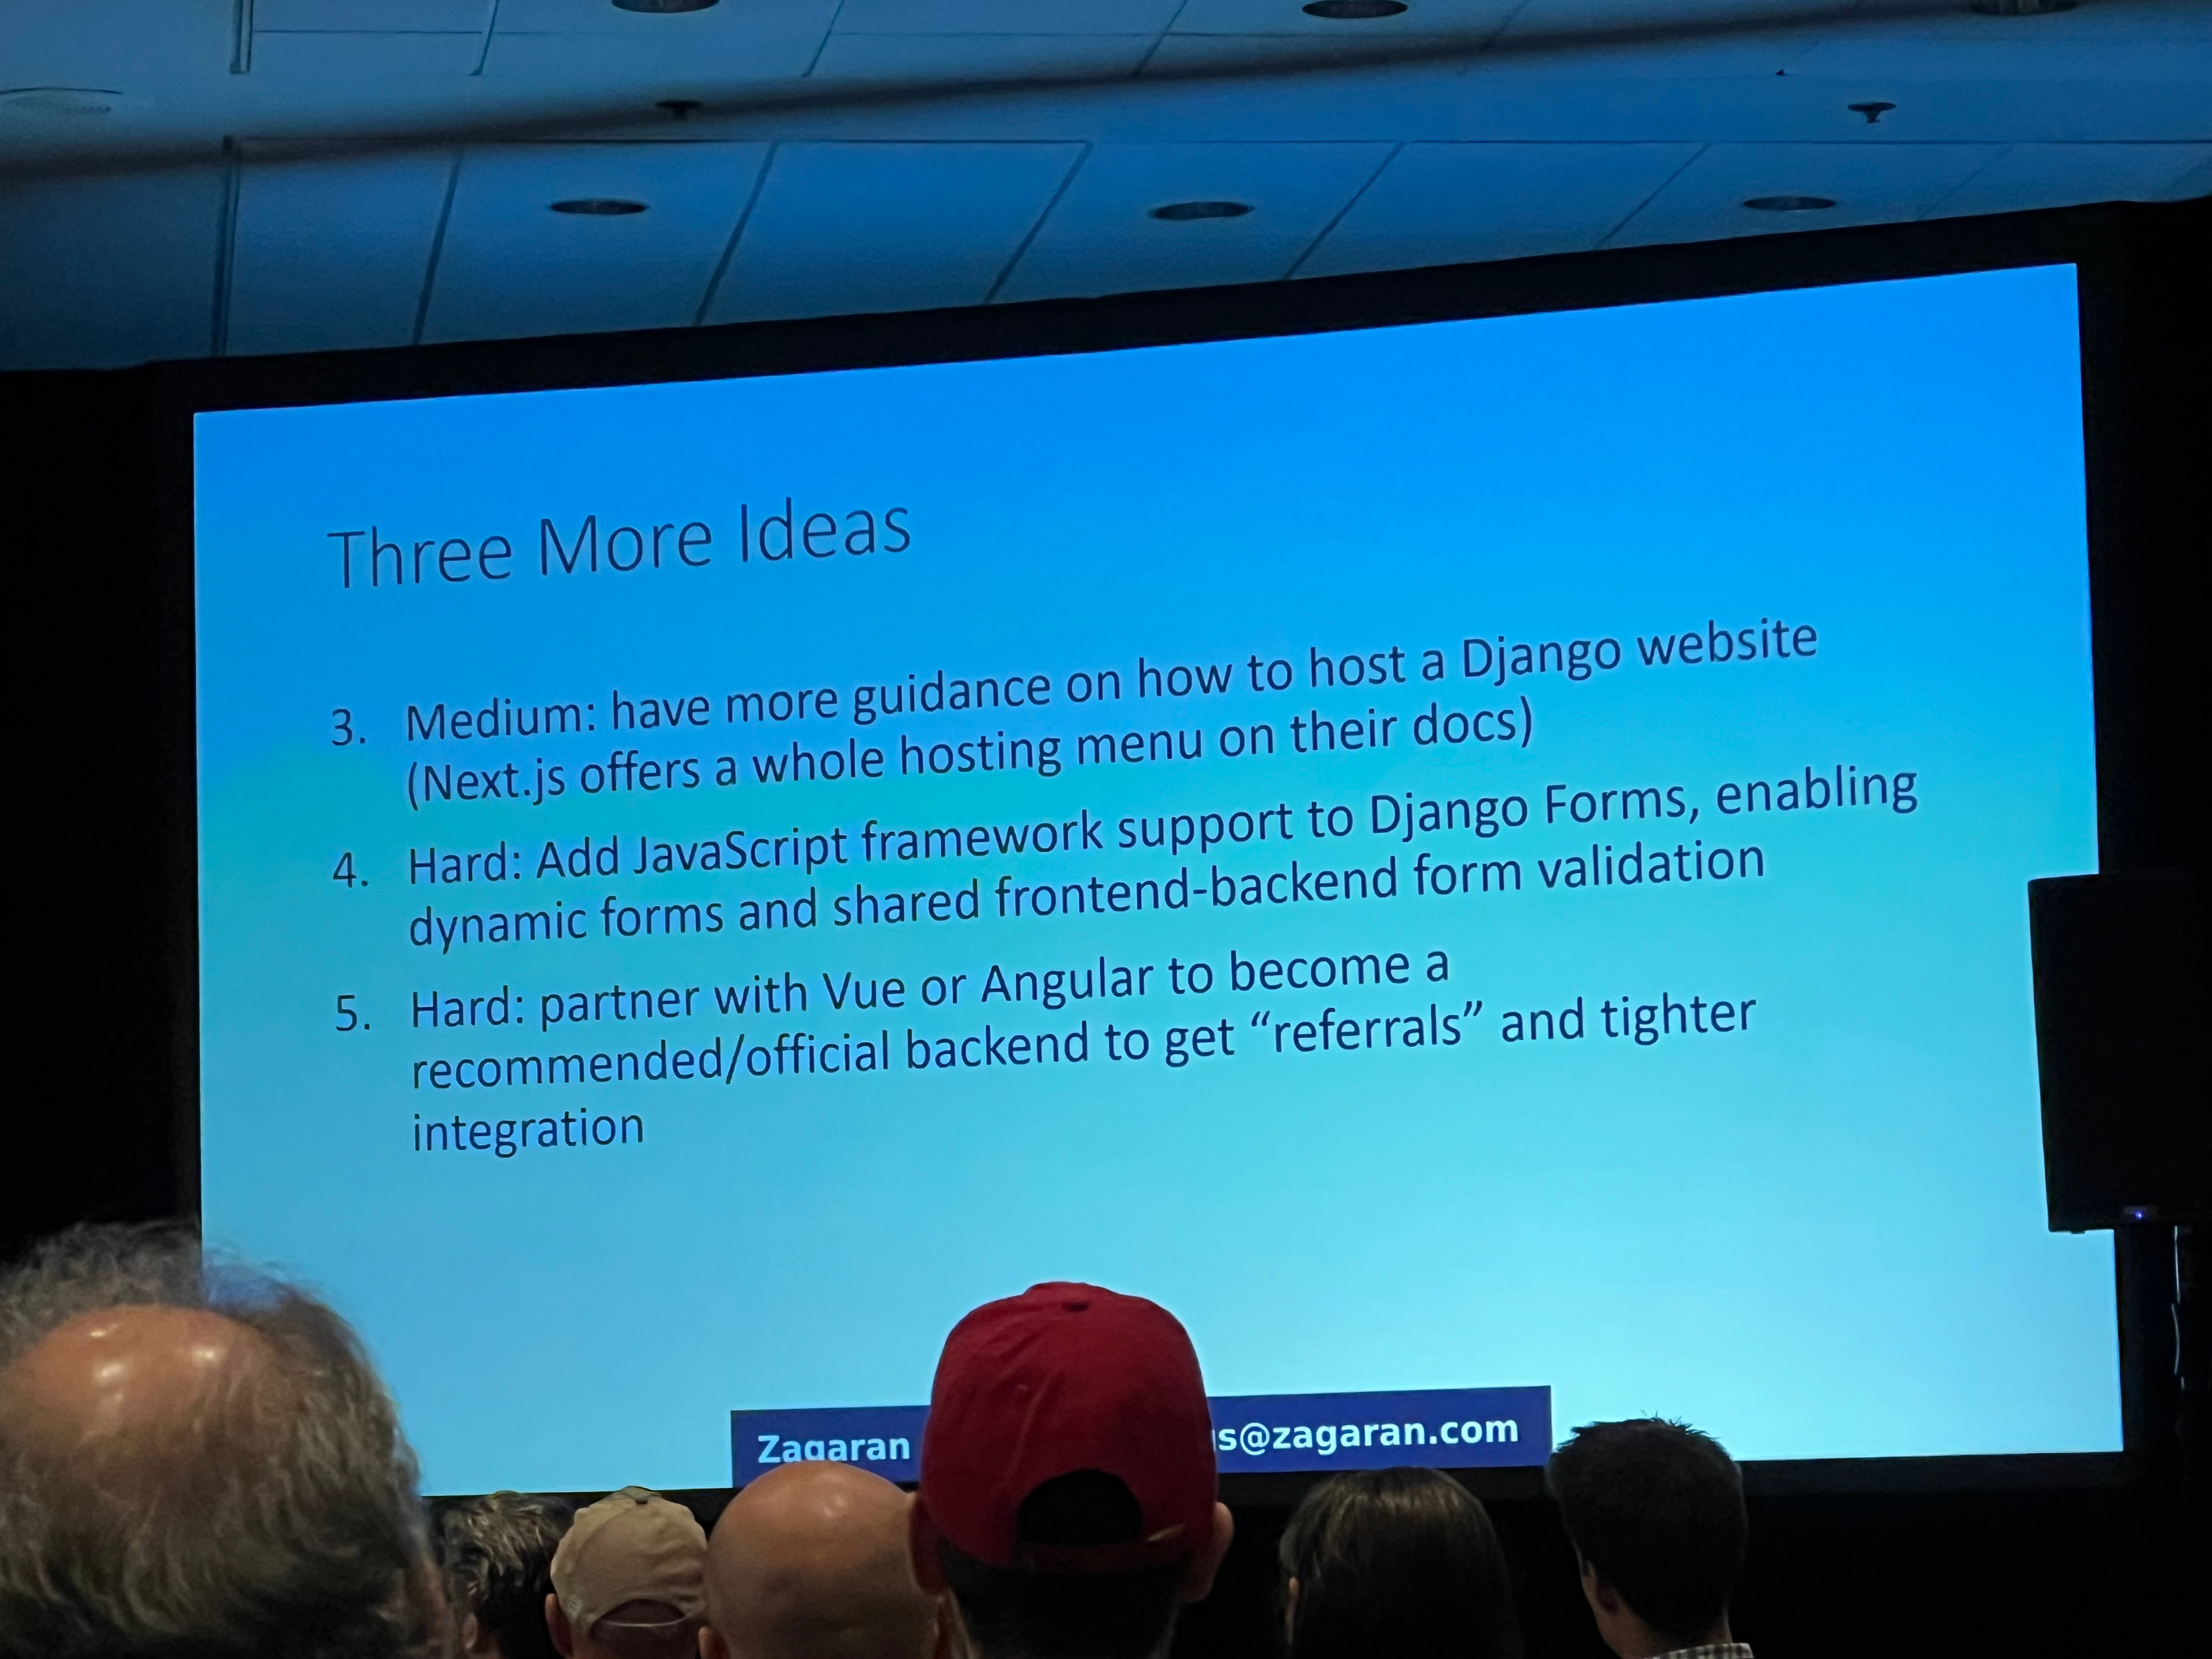 Three More Ideas
3. Medium: have more guidance on how to host a Django website
(Next.js offers a whole hosting menu on their docs)
4. Hard: Add JavaScript framework support to Django Forms, enabling
dynamic forms and shared frontend-backend form validation
5. Hard: partner with Vue or Angular to become a
recommended/official backend to get “referrals” and tighter
integration
Zagaran s@zagaran.com